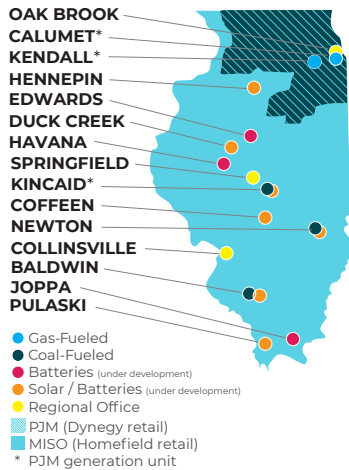 OAK BROOK
CALUMET*
KENDALL*
HENNEPIN
EDWARDS
DUCK CREEK
HAVANA
SPRINGFIELD
KINCAID*
COFFEEN
NEWTON
COLLINSVILLE
BALDWIN
JOPPA
PULASKI
Gas-Fueled
Coal-Fueled
Batteries (under development)
Solar / Batteries (under development)
Regional Office
PJM (Dynegy retail)
MISO (Homefield retail)
* PJM generation unit